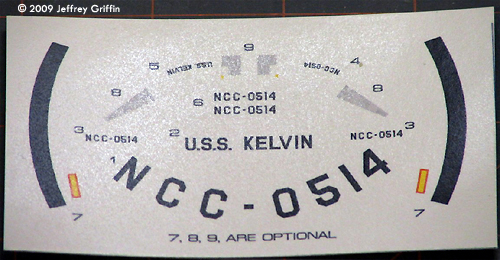 © 2009 Jeffrey Griffin
9
5 U.S.S. KELVIN NCC-0514 4
8 8
6 NCC-0514
NCC-0514
3 NCC-0514 2 U.S.S. KELVIN NCC-0514 3
1 NCC-0514
7 7
7, 8, 9, ARE OPTIONAL